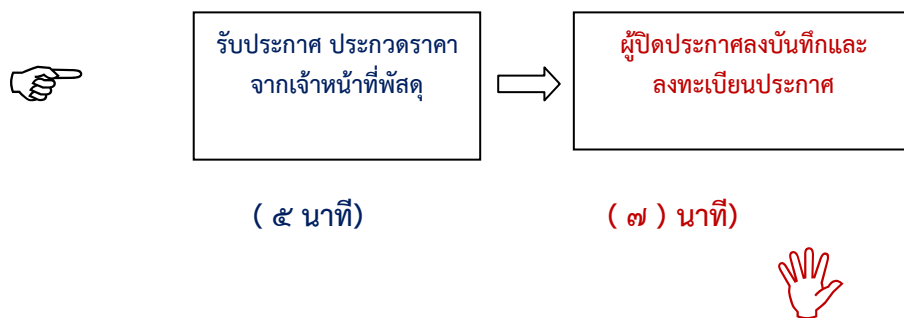 รับประกาศ ประกวดราคา
จากเจ้าหน้าที่พัสดุ
ผู้ปิดประกาศลงบันทึกและ
ลงทะเบียนประกาศ
( ๕ นาที)
( ๗ ) นาที)